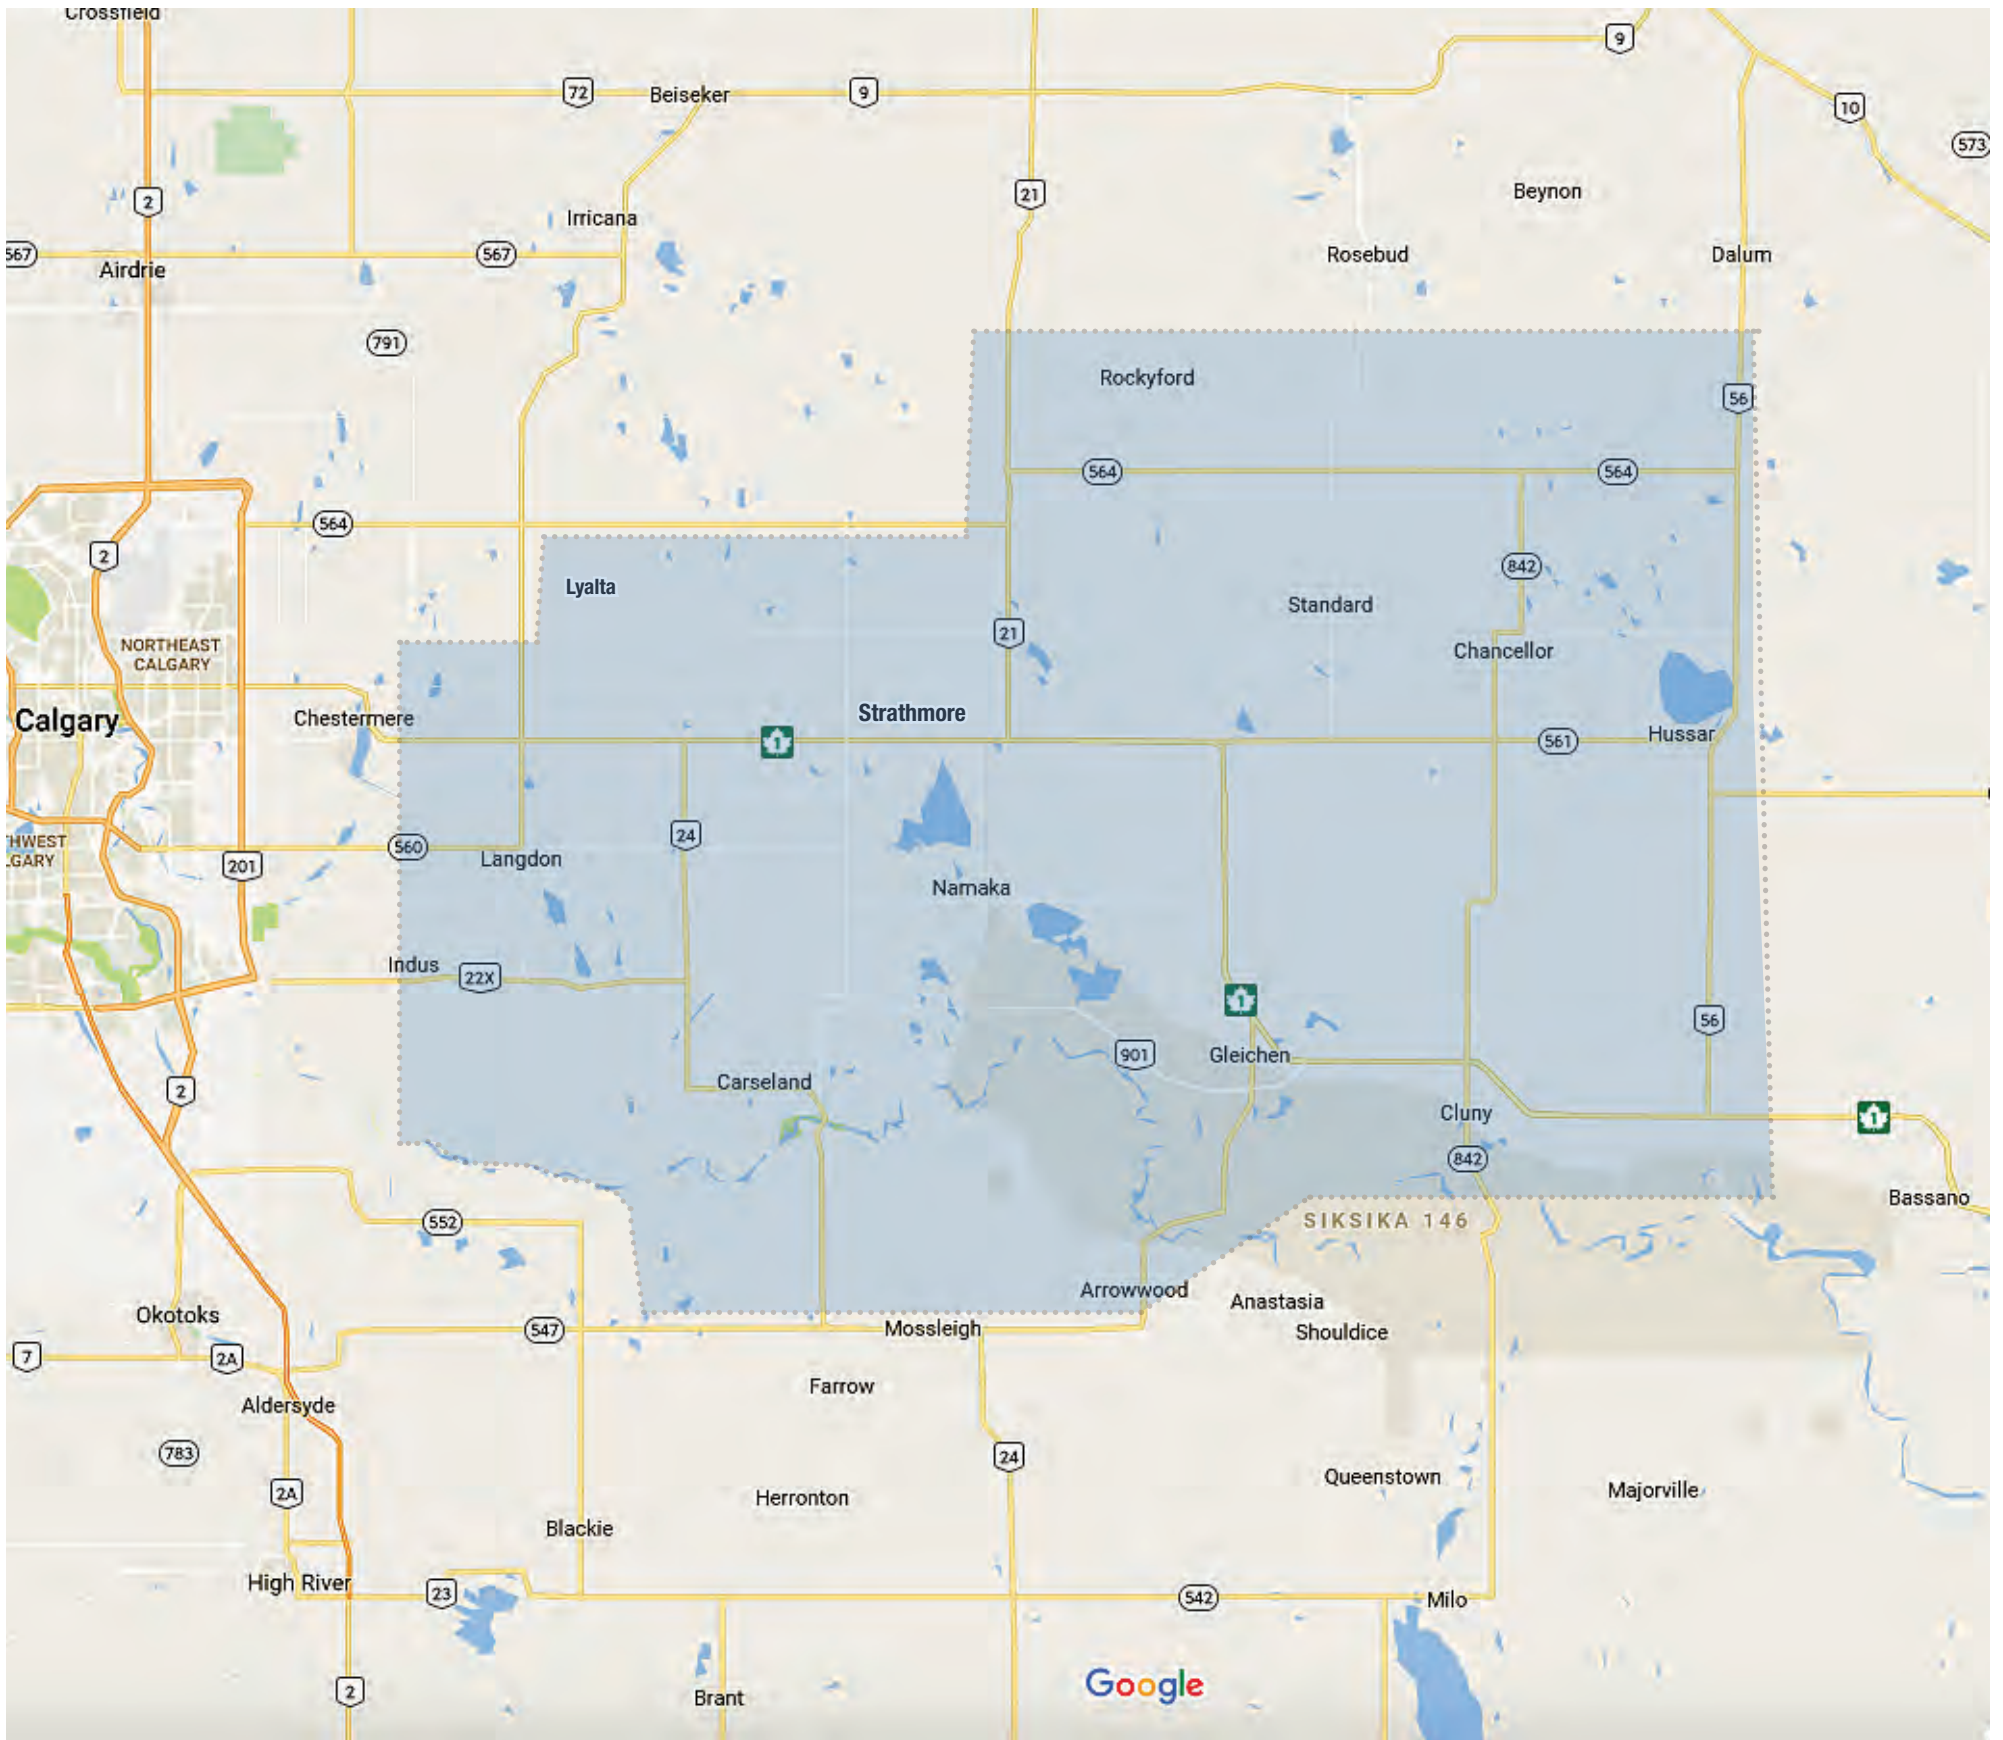 Crossfield
9
72
Beiseker
9
10
573
2
21
Beynon
Irricana
567
567
Rosebud
Dalum
Airdrie
791
Rockyford
56
564
564
564
2
842
Lyalta
Standard
21
NORTHEAST
CALGARY
Chancellor
Calgary
Chestermere
Strathmore
1
561
Hussar
24
THWEST
LGARY
560
Langdon
201
Namaka
Indus
22X
1
56
901
Gleichen
2
Carseland
Cluny
1
842
Bassano
552
SIKSIKA 146
Arrowwood
Anastasia
Okotoks
547
Mossleigh
Shouldice
7
2A
Farrow
Aldersyde
783
24
Queenstown
2A
Herronton
Majorville
Blackie
High River
23
542
Milo
Google
2
Brant